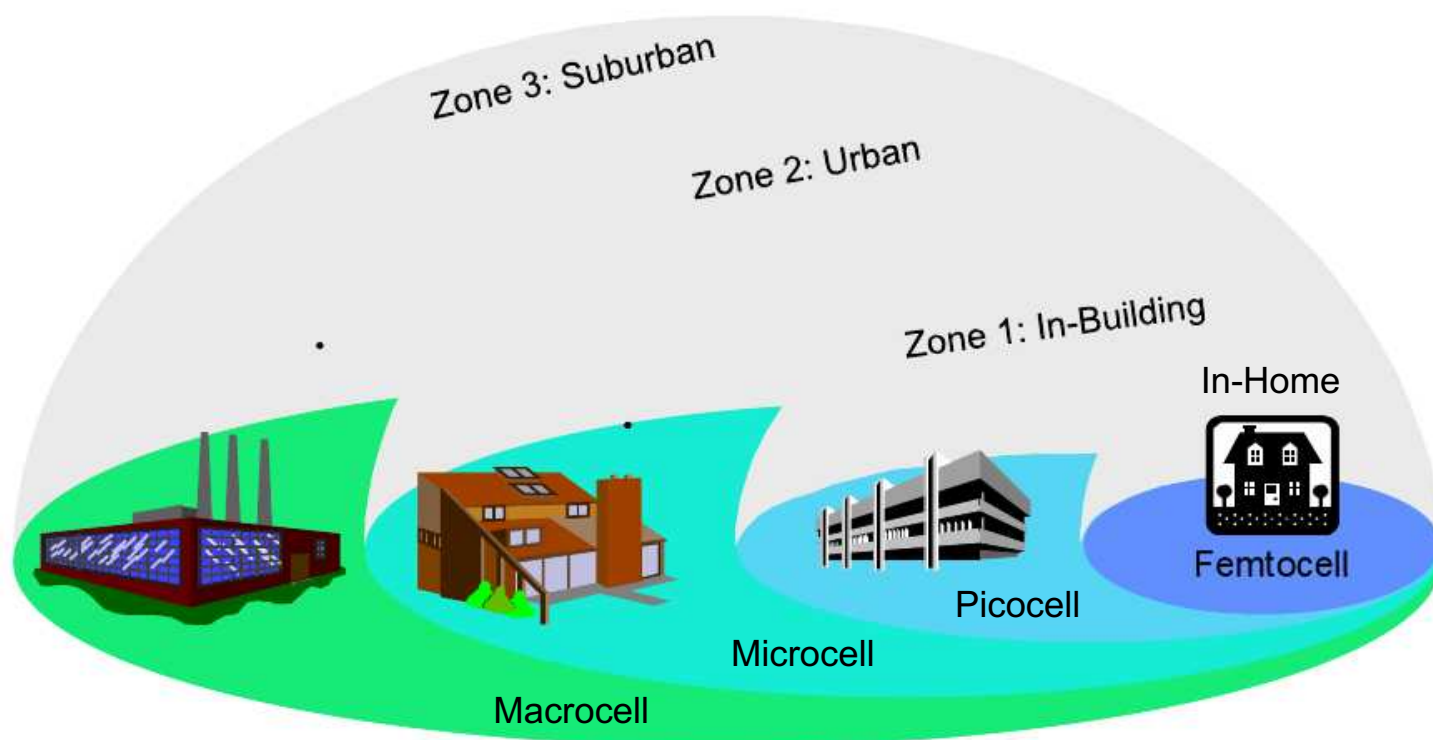 Zone 3: Suburban
Zone 2: Urban
Zone 1: In-Building
In-Home
Femtocell
Picocell
Microcell
Macrocell